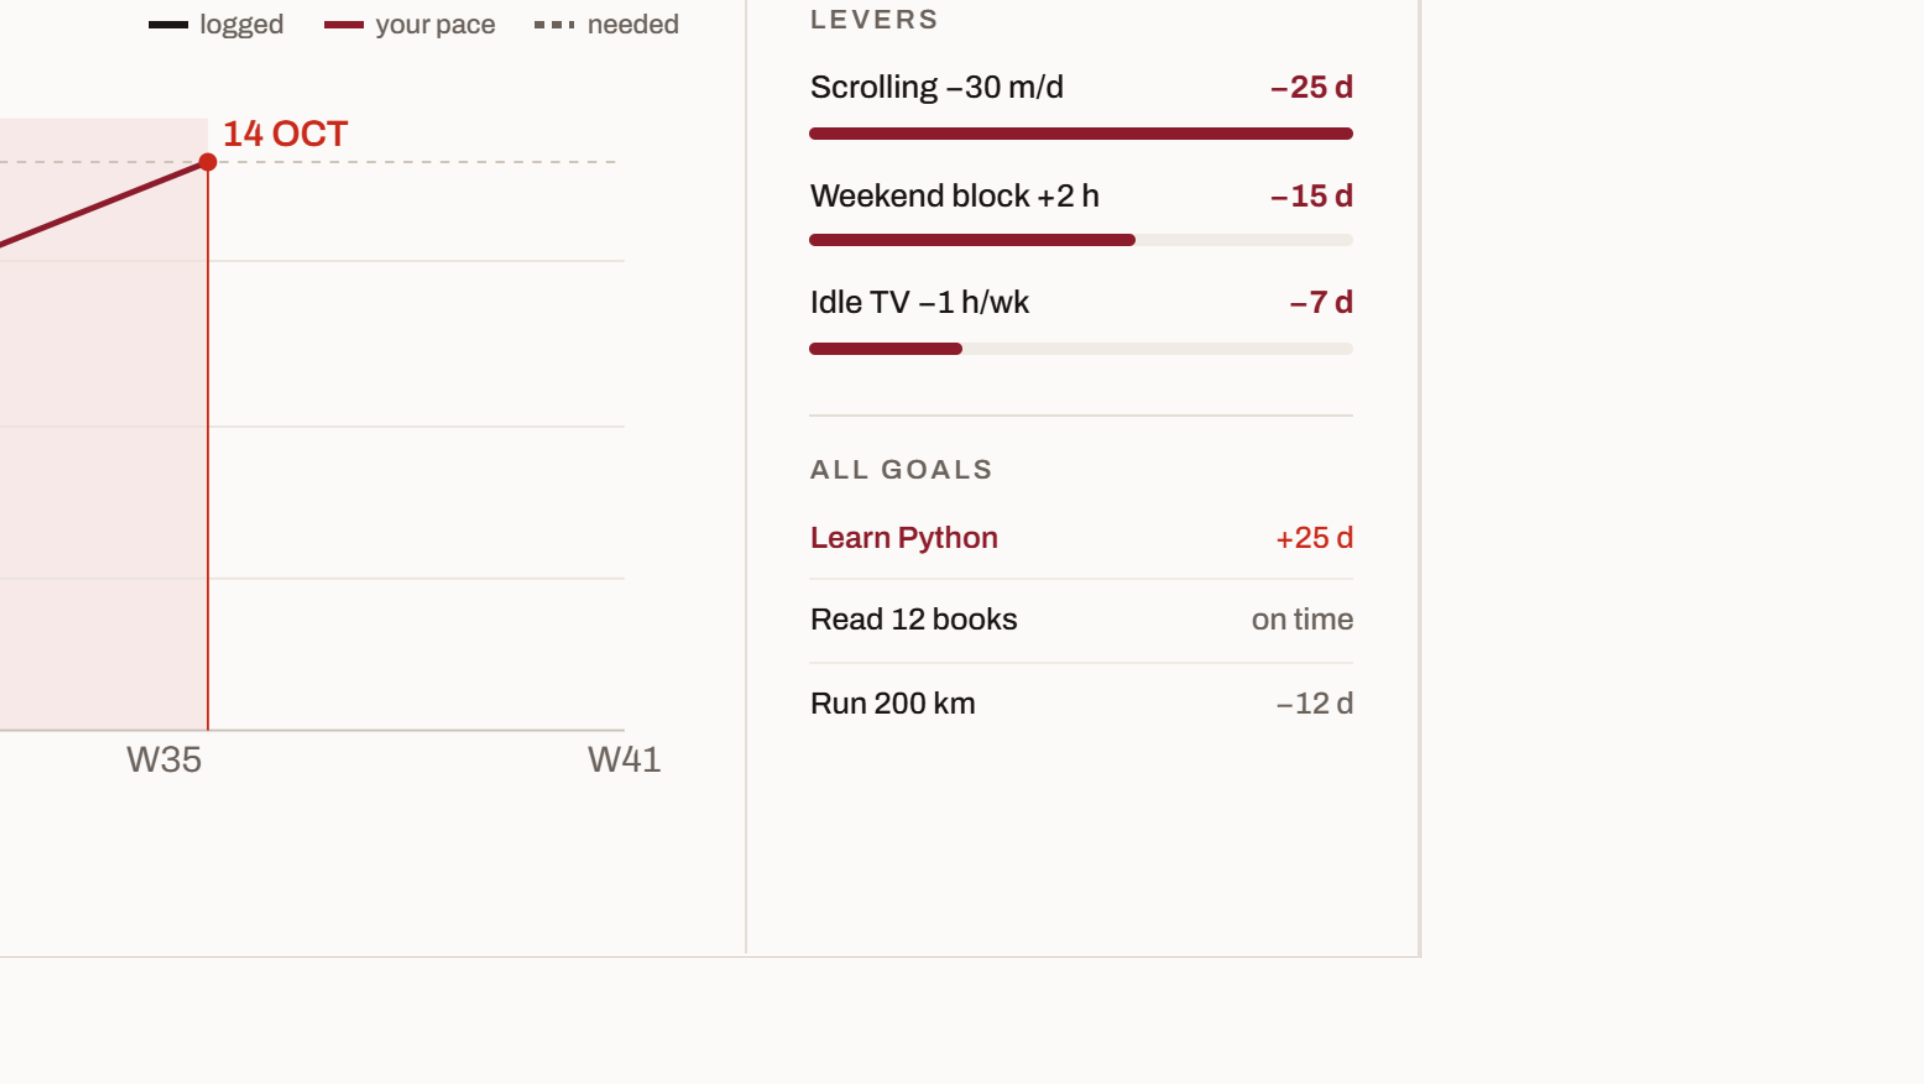 logged your pace needed
14 OCT
W35 W41
LEVERS
Scrolling −30 m/d −25 d
Weekend block +2 h −15 d
Idle TV −1 h/wk −7 d
ALL GOALS
Learn Python +25 d
Read 12 books on time
Run 200 km −12 d